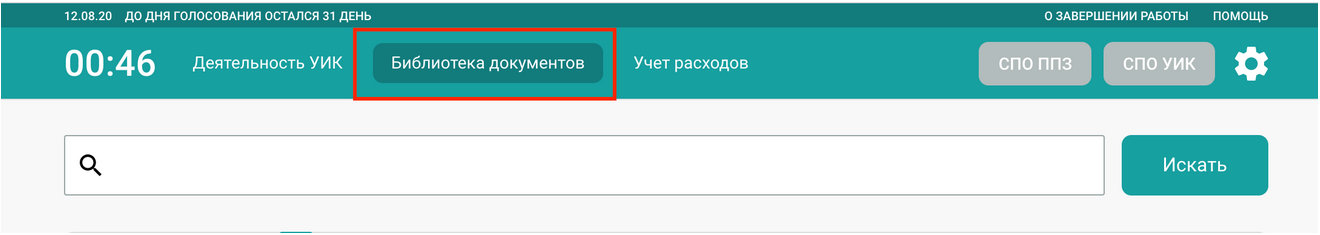 12.08.20 ДО ДНЯ ГОЛОСОВАНИЯ ОСТАЛСЯ 31 ДЕНЬ О ЗАВЕРШЕНИИ РАБОТЫ ПОМОЩЬ
00:46 Деятельность УИК Библиотека документов Учет расходов СПО ППЗ СПО УИК
Искать